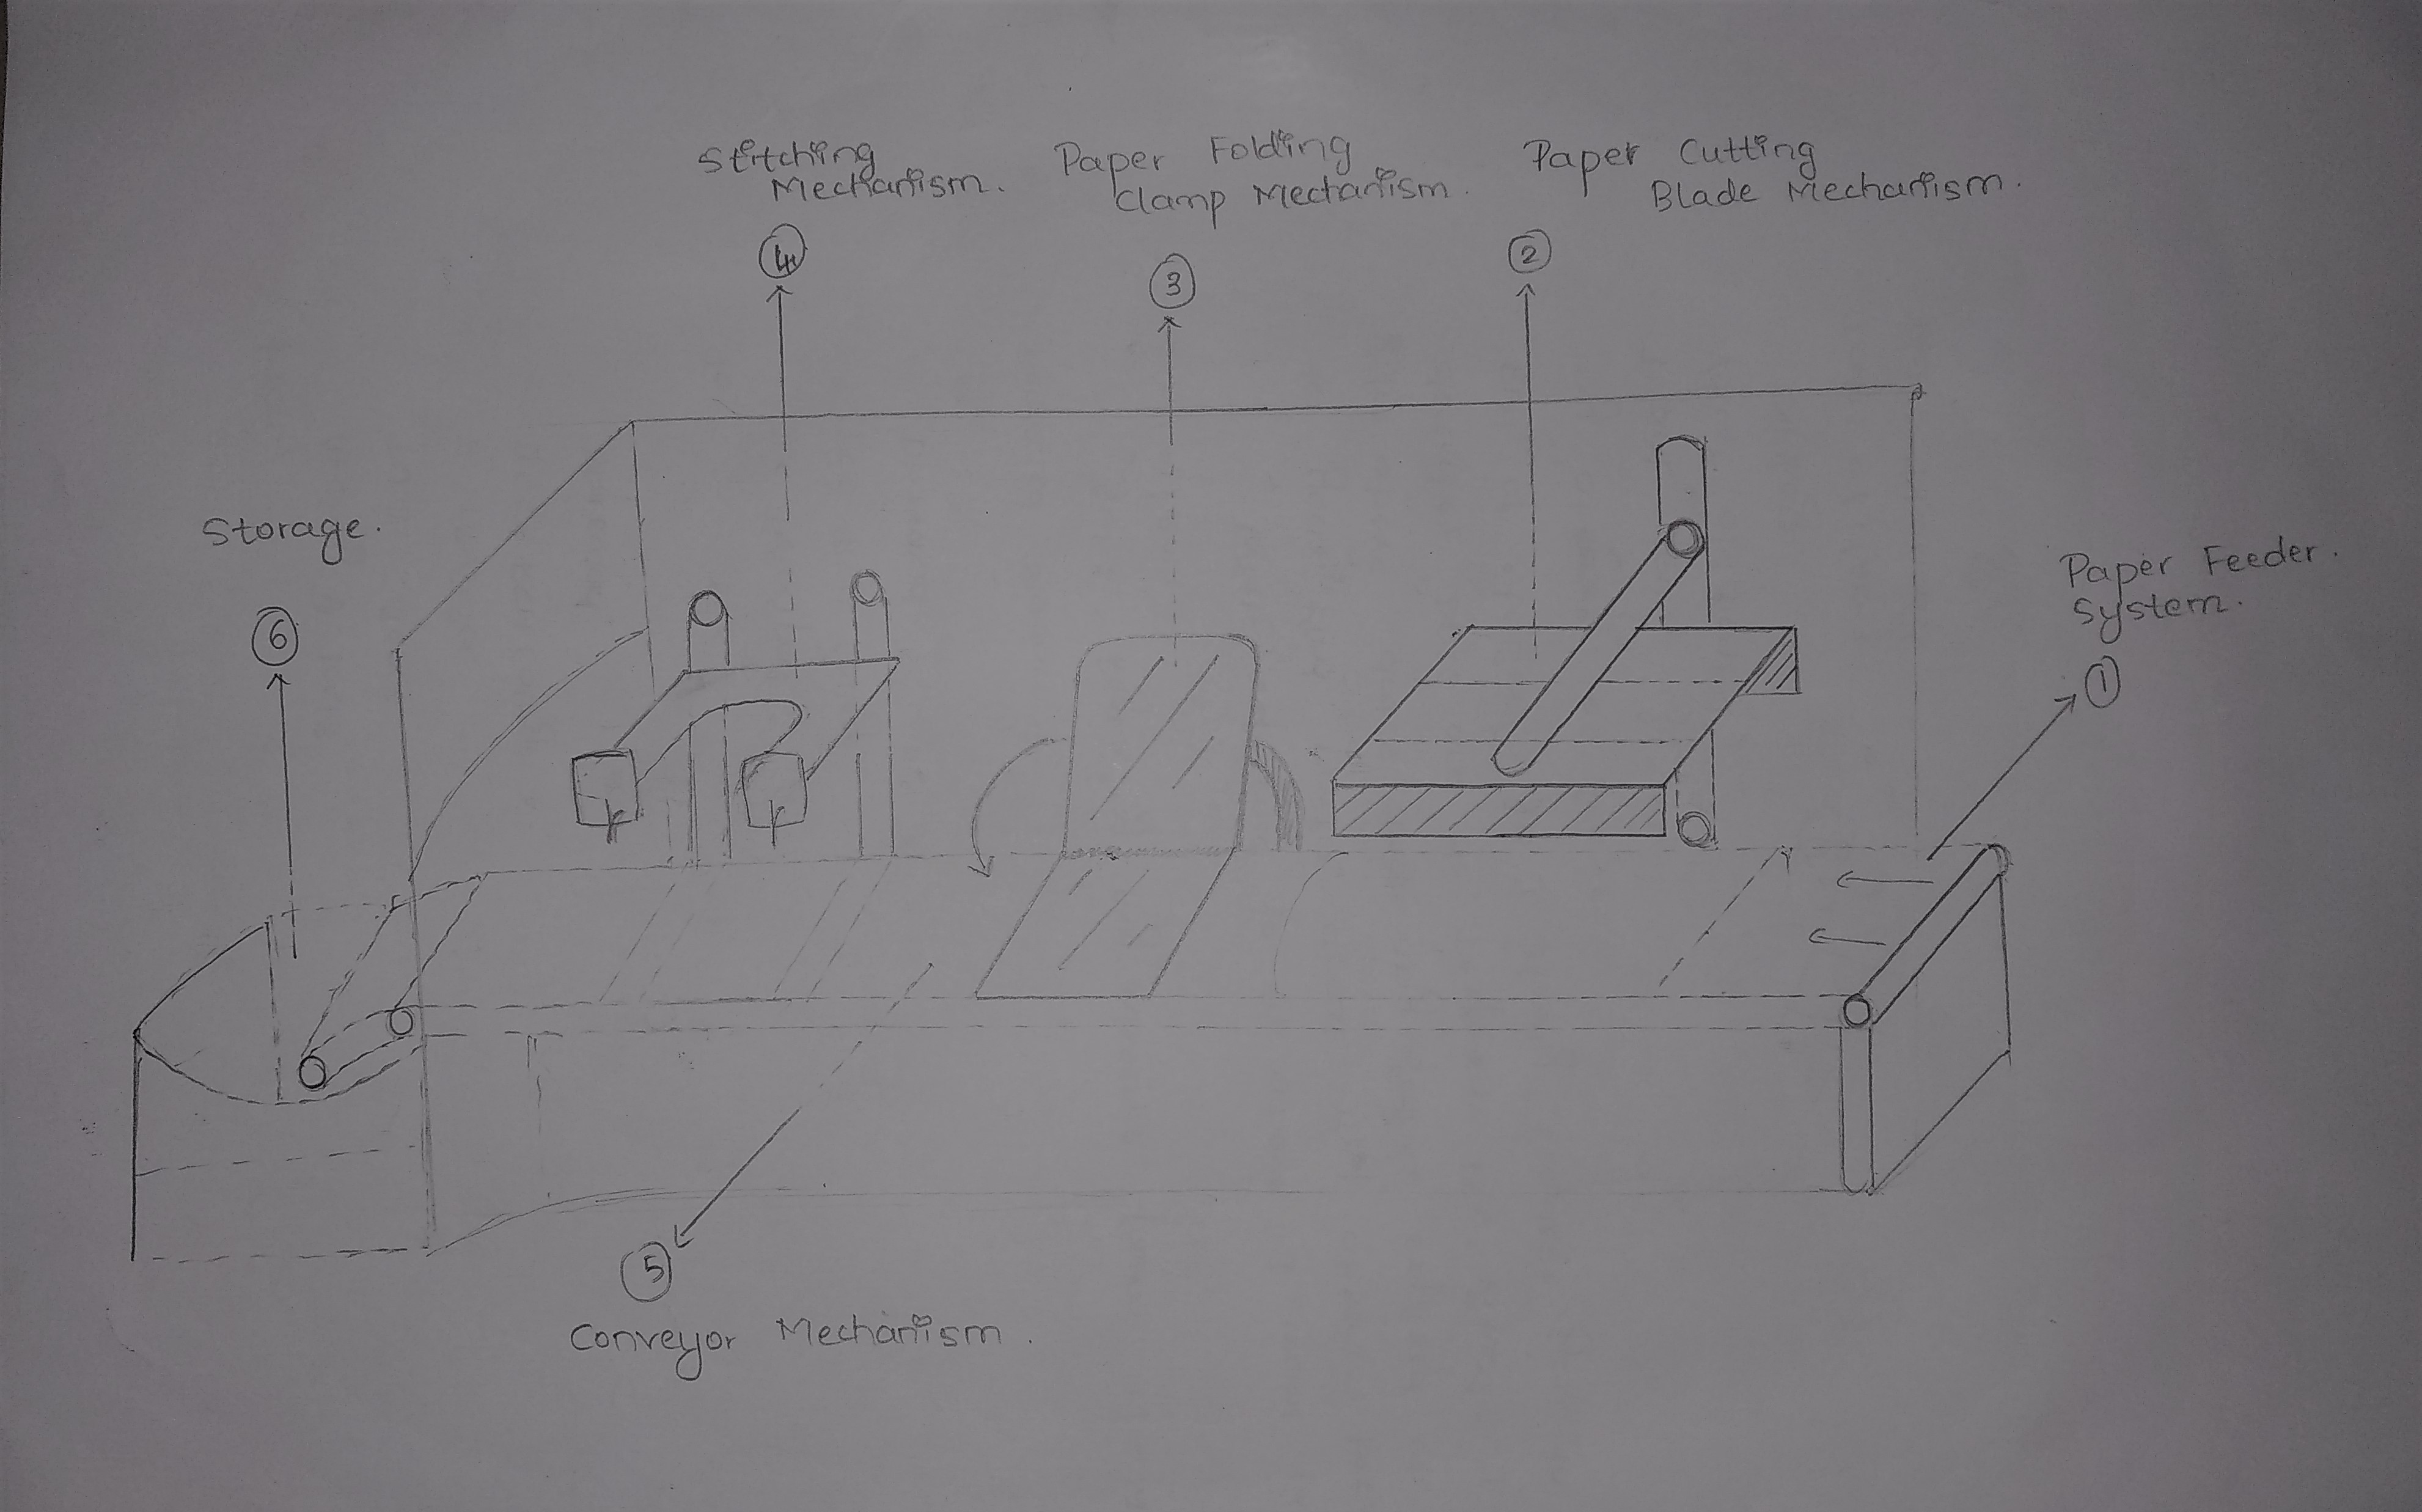 Stitching
Mechanism.
④
Paper Folding
Clamp Mechanism.
③
Paper Cutting
Blade Mechanism.
②
Storage.
⑥
Paper Feeder.
System.
①
⑤
Conveyor Mechanism.